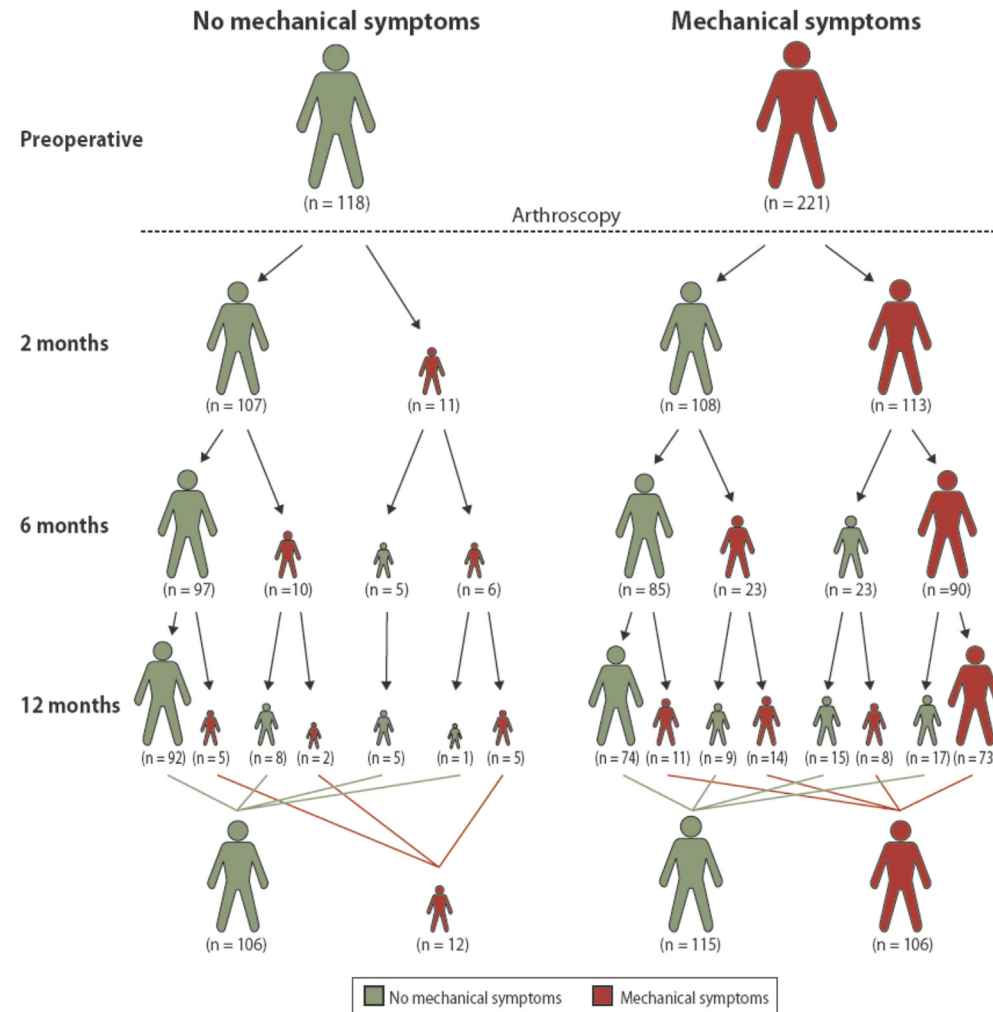 No mechanical symptoms Mechanical symptoms
Preoperative
(n = 118) (n = 221)
Arthroscopy
2 months
(n = 107) (n = 11) (n = 108) (n = 113)
6 months
(n = 97) (n =10) (n = 5) (n = 6) (n = 85) (n = 23) (n = 23) (n =90)
12 months
(n = 92) (n = 5) (n = 8) (n = 2) (n = 5) (n = 1) (n = 5) (n = 74) (n = 11) (n = 9) (n =14) (n = 15) (n = 8) (n = 17) (n = 73)
(n = 106) (n = 12) (n = 115) (n = 106)
No mechanical symptoms Mechanical symptoms